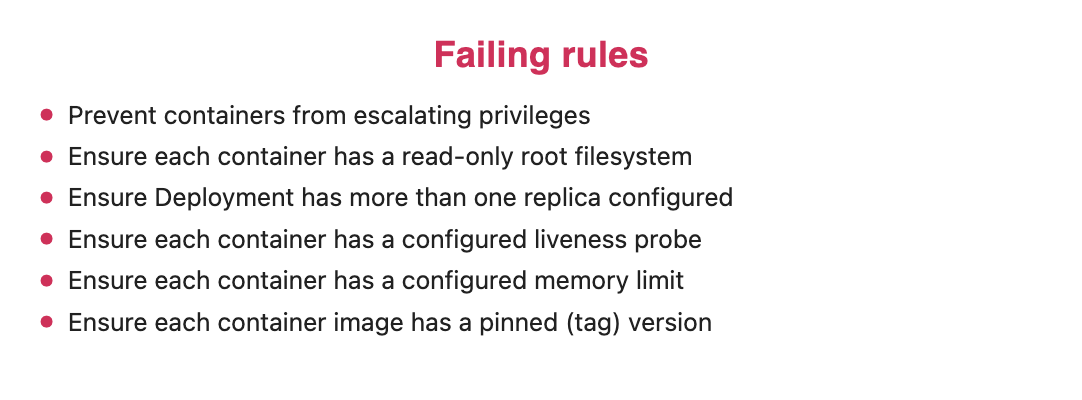 Failing rules
Prevent containers from escalating privileges
Ensure each container has a read-only root filesystem
Ensure Deployment has more than one replica configured
Ensure each container has a configured liveness probe
Ensure each container has a configured memory limit
Ensure each container image has a pinned (tag) version